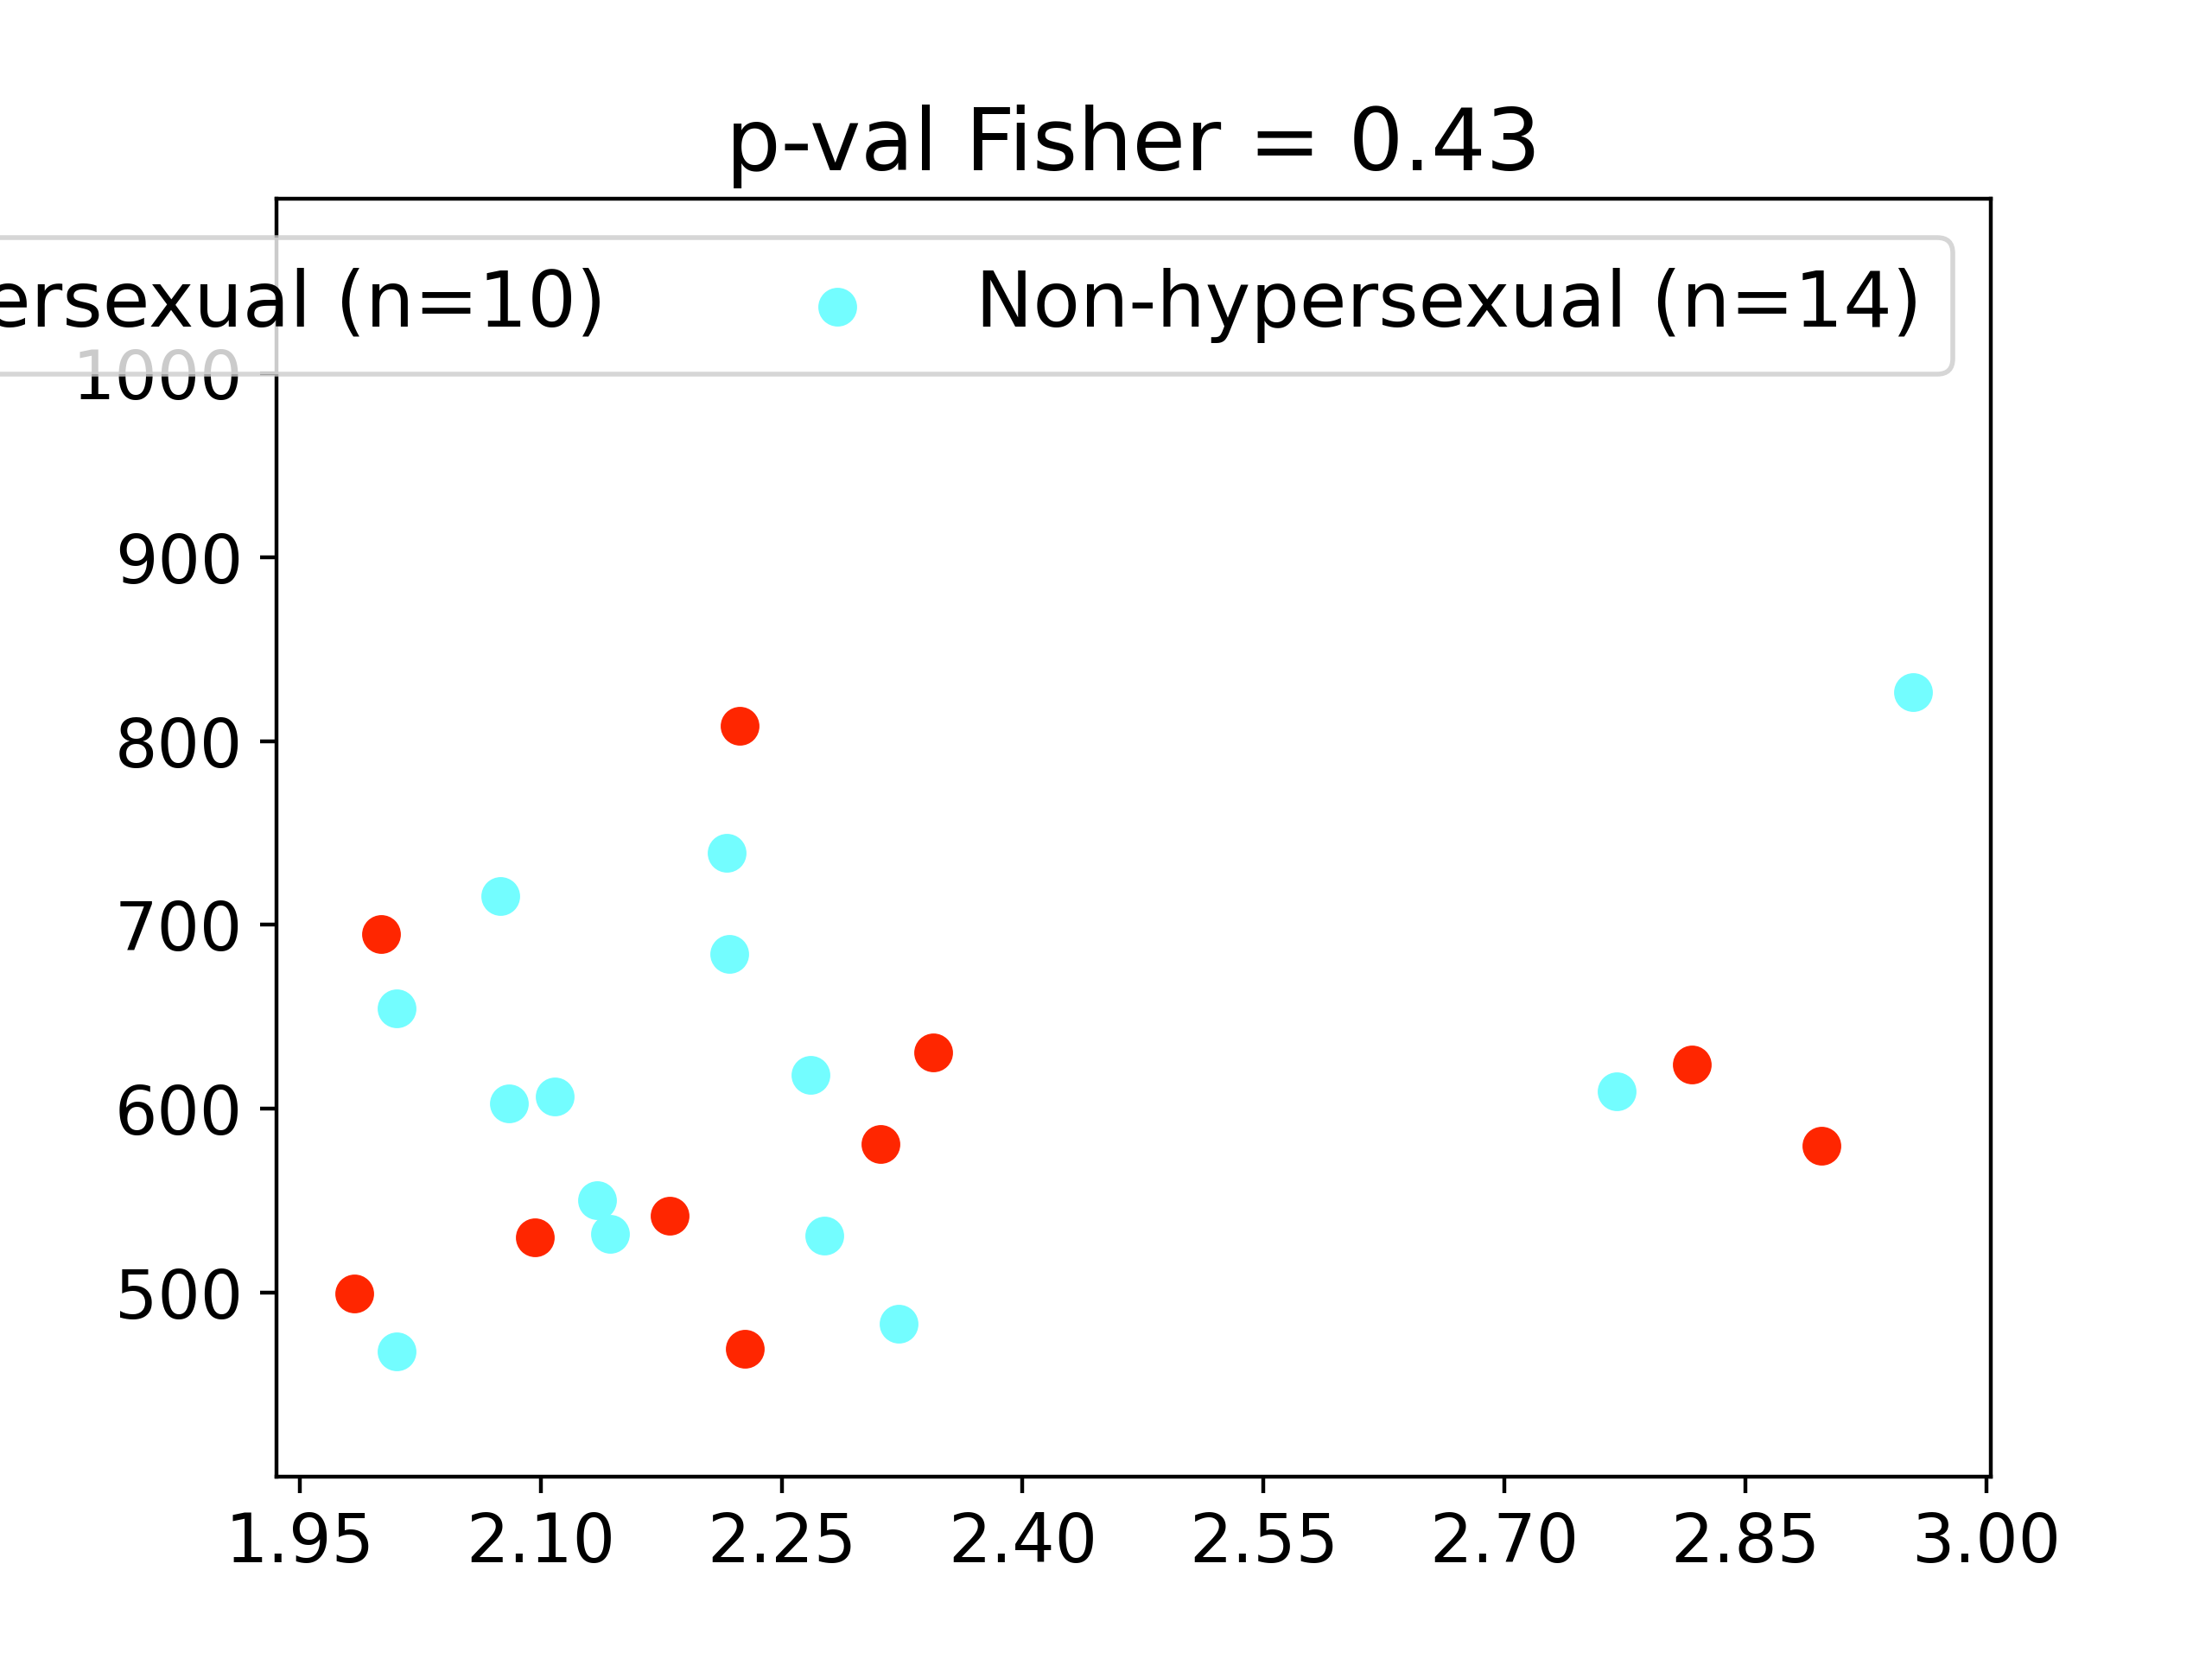 p-val Fisher = 0.43
ersexual (n=10) Non-hypersexual (n=14)
1000
900
800
700
600
500
1.95 2.10 2.25 2.40 2.55 2.70 2.85 3.00